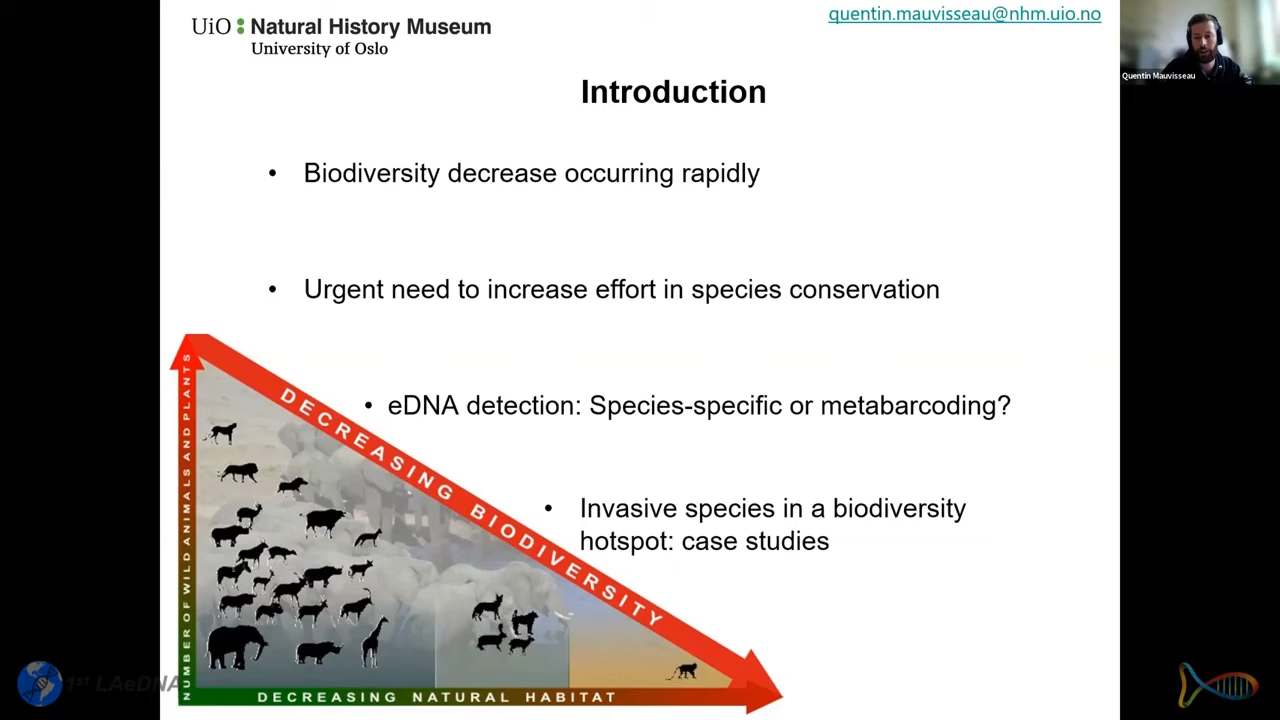 UiO : Natural History Museum
University of Oslo
quentin.mauvisseau@nhm.uio.no
Quentin Mauvisseau
Introduction
• Biodiversity decrease occurring rapidly
• Urgent need to increase effort in species conservation
• eDNA detection: Species-specific or metabarcoding?
• Invasive species in a biodiversity
hotspot: case studies
NUMBER OF WILD ANIMALS AND PLANTS
DECREASING BIODIVERSITY
DECREASING NATURAL HABITAT
1st LAeDNA